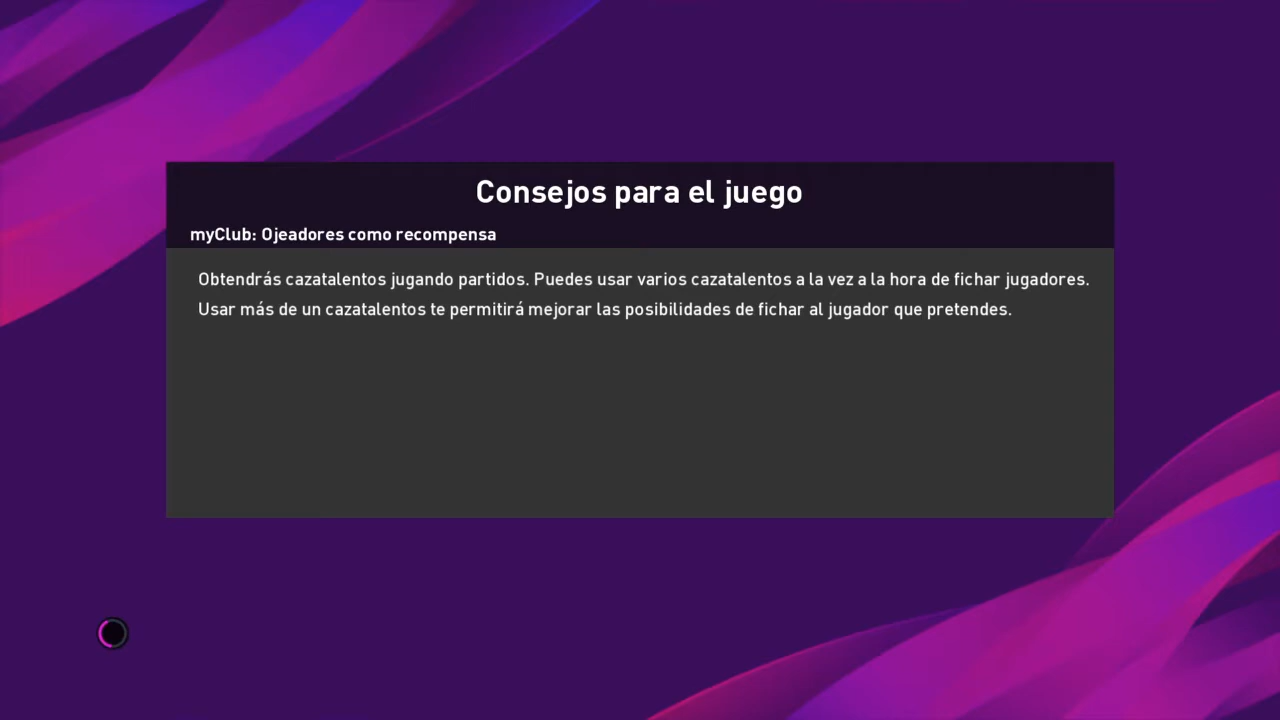 Consejos para el juego
myClub: Ojeadores como recompensa
Obtendrás cazatalentos jugando partidos. Puedes usar varios cazatalentos a la vez a la hora de fichar jugadores.
Usar más de un cazatalentos te permitirá mejorar las posibilidades de fichar al jugador que pretendes.